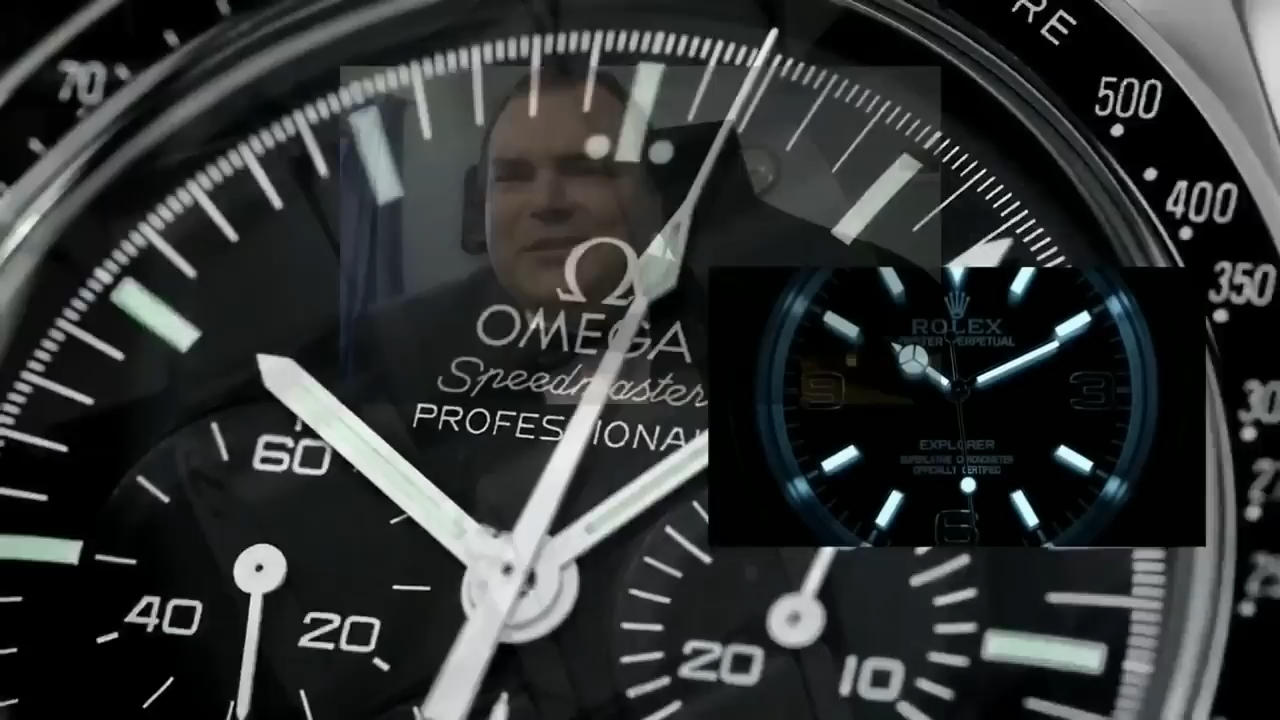 RE
70
500
400
350
Ω
OMEGA
Speedmaster
PROFESSIONAL
60
40
20
20
10
ROLEX
OYSTER PERPETUAL
9
3
EXPLORER
SUPERLATIVE CHRONOMETER
OFFICIALLY CERTIFIED
6